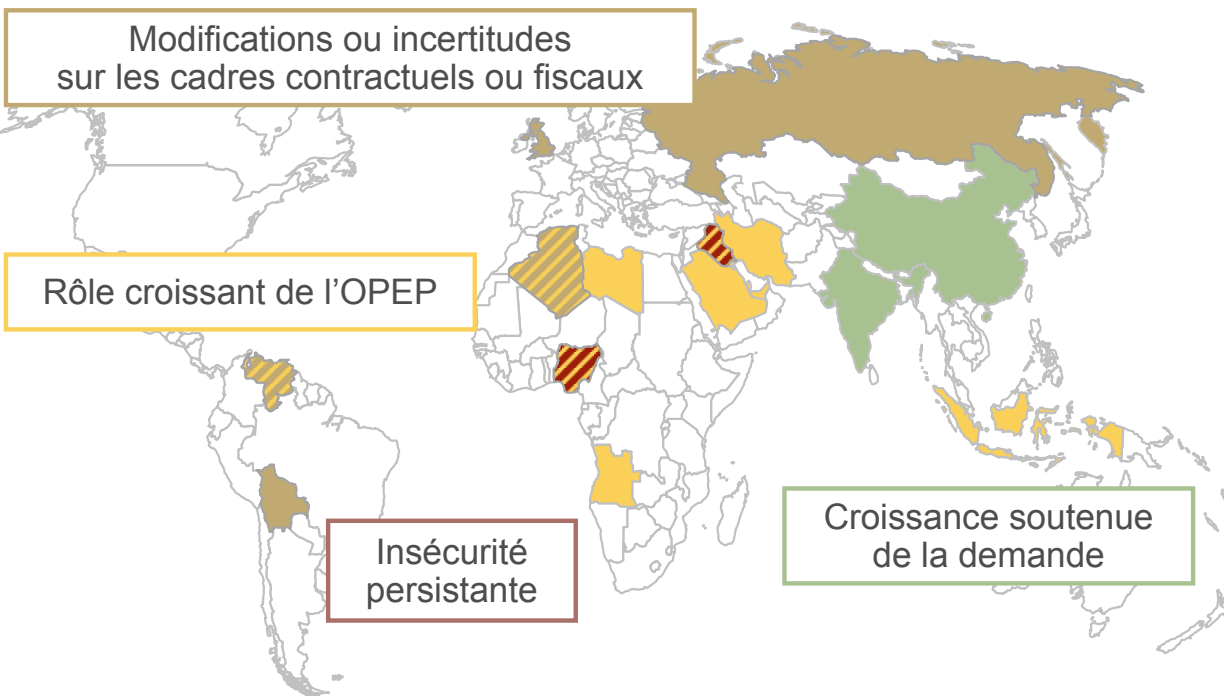 Modifications ou incertitudes
sur les cadres contractuels ou fiscaux
Rôle croissant de l’OPEP
Insécurité
persistante
Croissance soutenue
de la demande